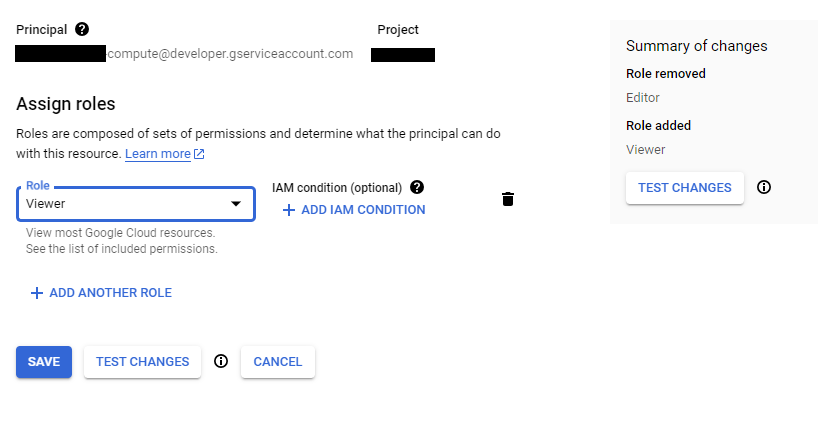 Principal
Project
Summary of changes
-compute@developer.gserviceaccount.com
Role removed
Editor
Role added
Viewer
TEST CHANGES
Assign roles
Roles are composed of sets of permissions and determine what the principal can do
with this resource. Learn more
Role
Viewer
IAM condition (optional)
ADD IAM CONDITION
View most Google Cloud resources.
See the list of included permissions.
ADD ANOTHER ROLE
SAVE
TEST CHANGES
CANCEL